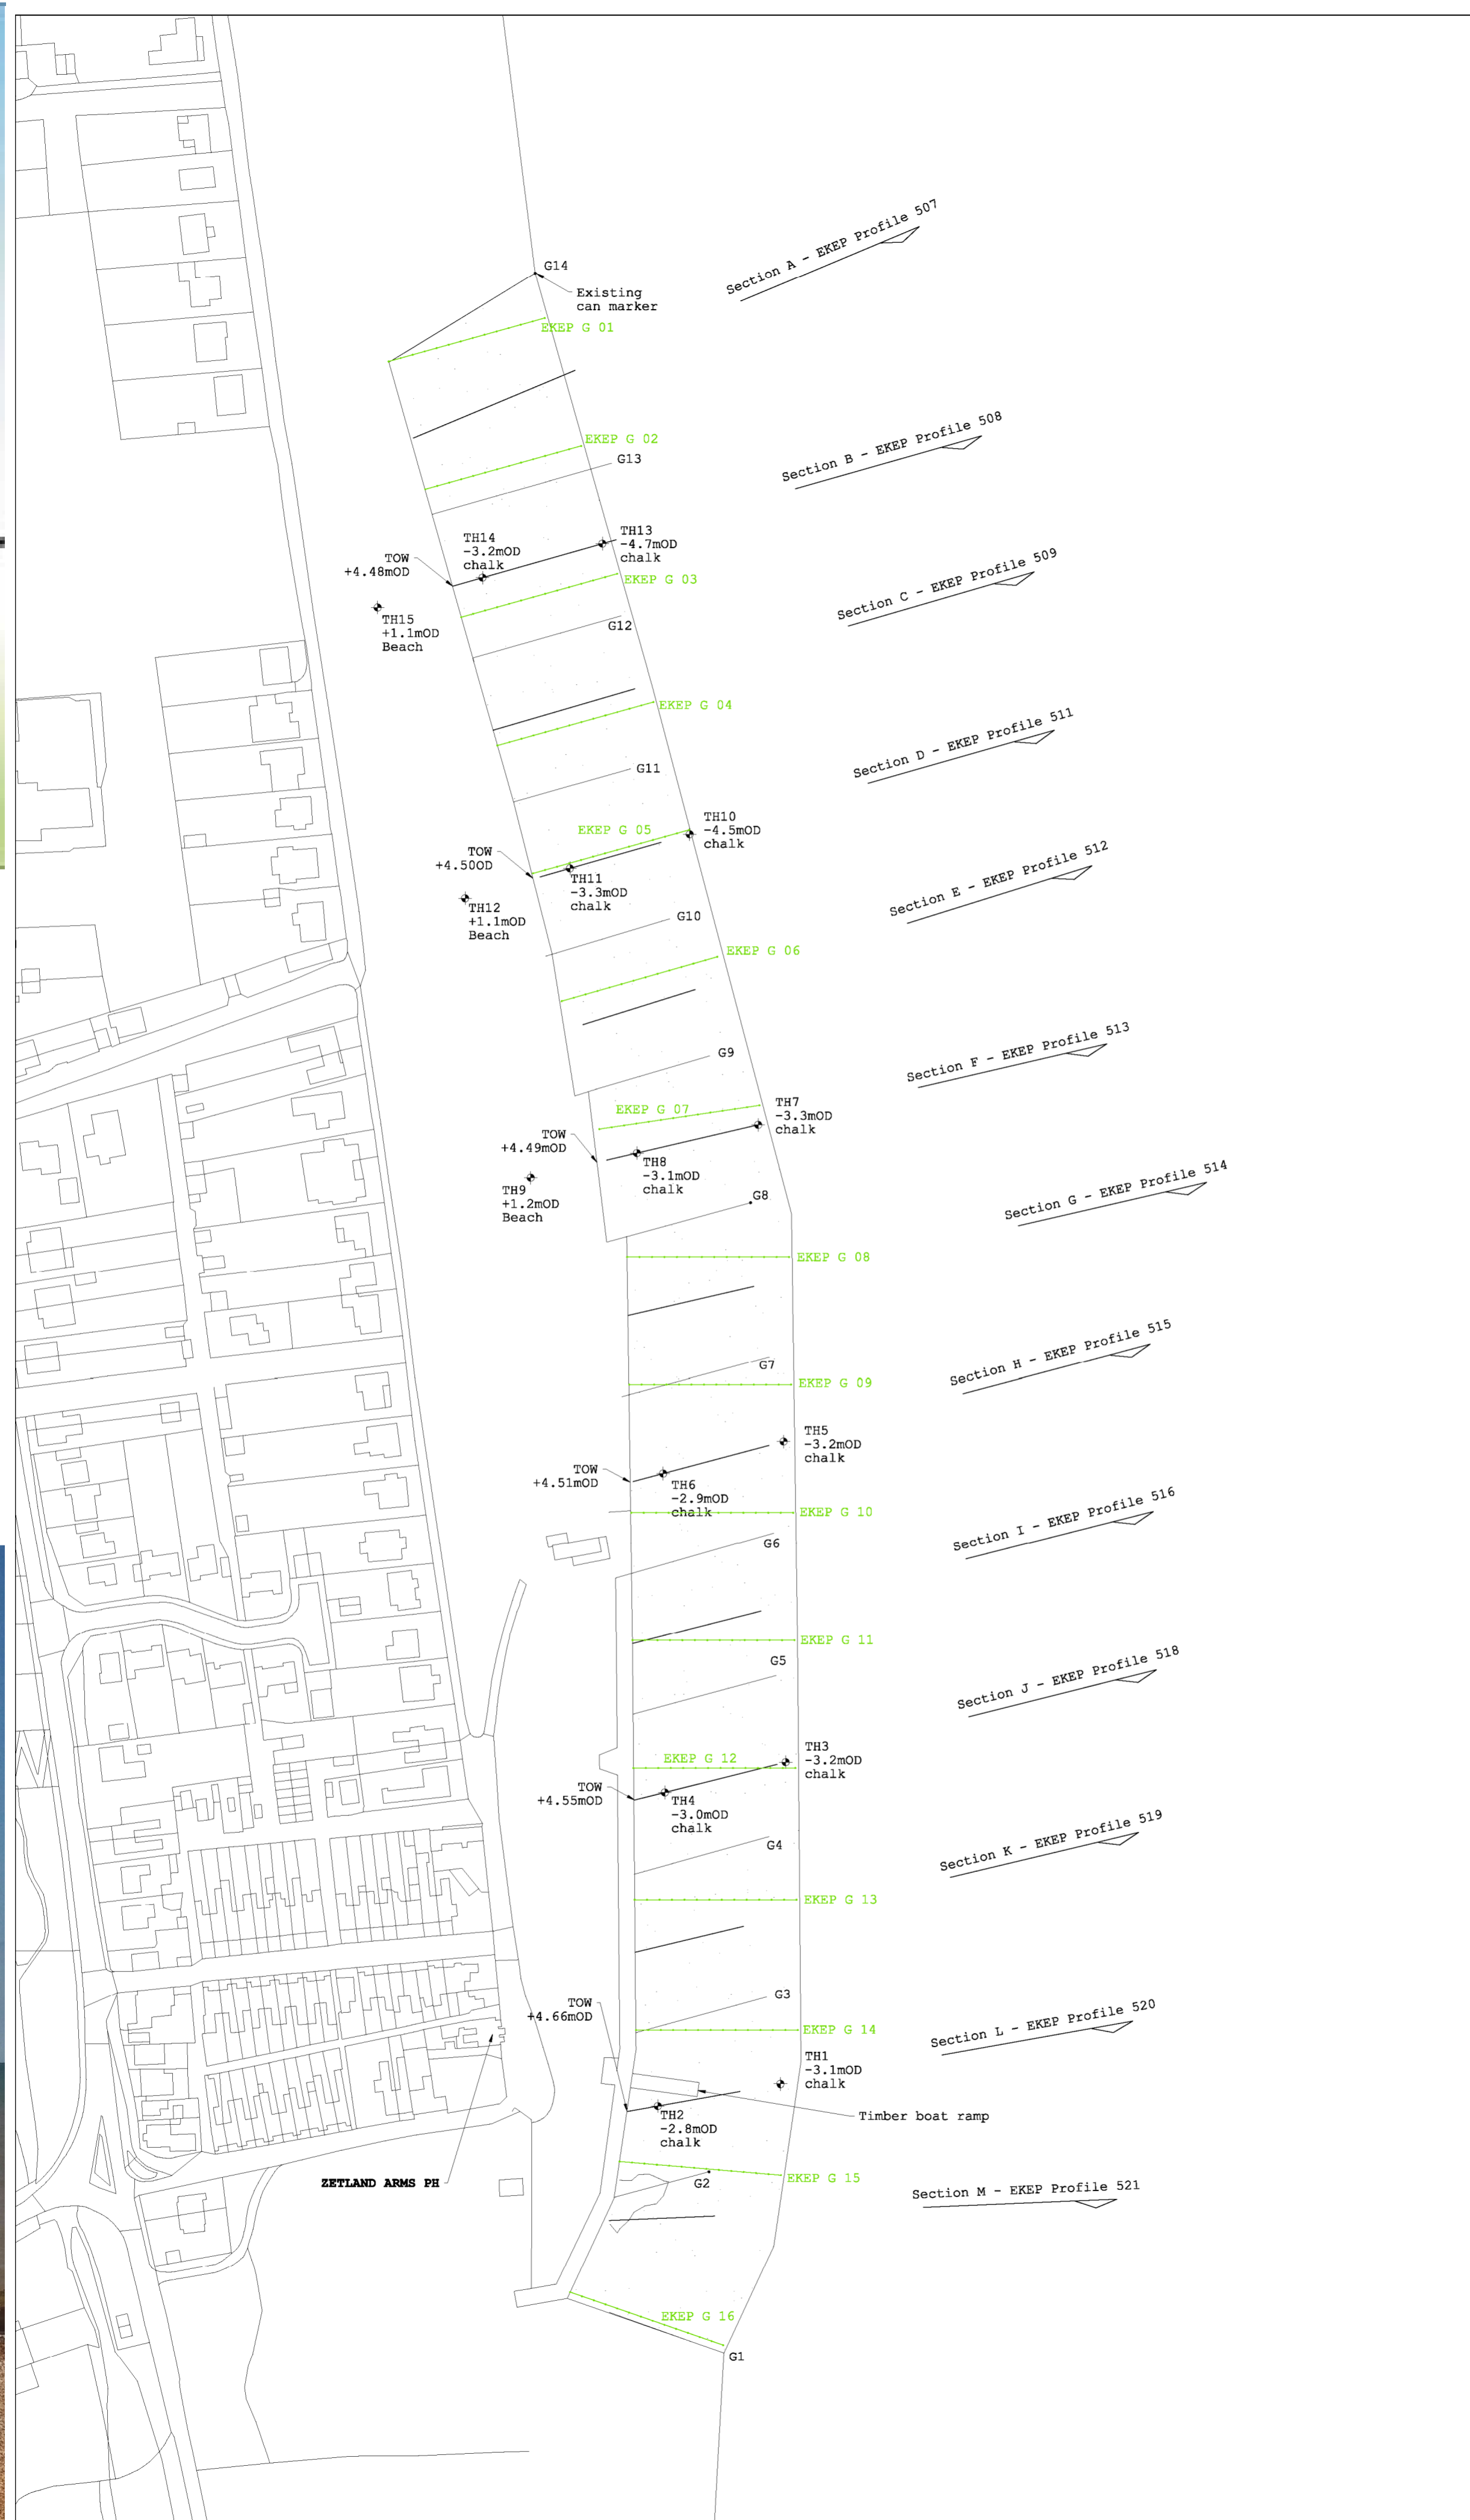 Section A - EKEP Profile 507
G14
Existing
can marker
EKEP G 01
Section B - EKEP Profile 508
EKEP G 02
G13
TH13
-4.7mOD
chalk
TH14
-3.2mOD
chalk
TOW
+4.48mOD
Section C - EKEP Profile 509
EKEP G 03
TH15
+1.1mOD
Beach
G12
EKEP G 04
Section D - EKEP Profile 511
G11
TH10
-4.5mOD
chalk
EKEP G 05
TOW
+4.50OD
TH11
-3.3mOD
chalk
Section E - EKEP Profile 512
TH12
+1.1mOD
Beach
G10
EKEP G 06
Section F - EKEP Profile 513
G9
TH7
-3.3mOD
chalk
EKEP G 07
TOW
+4.49mOD
TH8
-3.1mOD
chalk
TH9
+1.2mOD
Beach
G8
Section G - EKEP Profile 514
EKEP G 08
Section H - EKEP Profile 515
G7
EKEP G 09
TH5
-3.2mOD
chalk
TOW
+4.51mOD
TH6
-2.9mOD
chalk
EKEP G 10
Section I - EKEP Profile 516
G6
EKEP G 11
G5
Section J - EKEP Profile 518
TH3
-3.2mOD
chalk
EKEP G 12
TOW
+4.55mOD
TH4
-3.0mOD
chalk
G4
Section K - EKEP Profile 519
EKEP G 13
G3
TOW
+4.66mOD
EKEP G 14
Section L - EKEP Profile 520
TH1
-3.1mOD
chalk
TH2
-2.8mOD
chalk
Timber boat ramp
ZETLAND ARMS PH
G2
EKEP G 15
Section M - EKEP Profile 521
EKEP G 16
G1